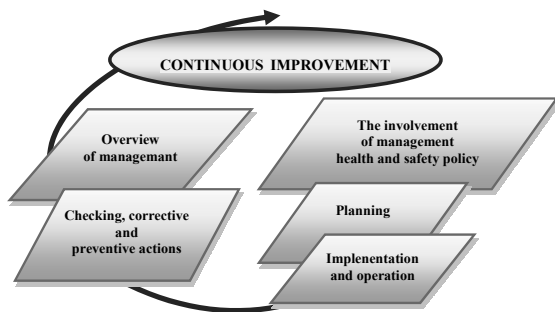 CONTINUOUS IMPROVEMENT
Overview
of managemant
The involvement
of management
health and safety policy
Checking, corrective
and
preventive actions
Planning
Implenentation
and operation